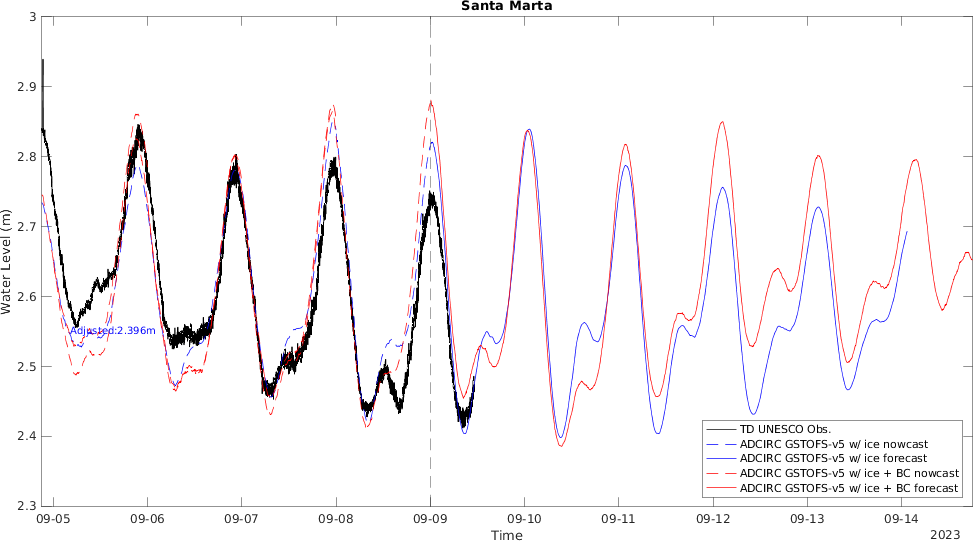 Santa Marta
3
2.9
2.8
2.7
2.6
2.5
2.4
2.3
Water Level (m)
Adjusted:2.396m
TD UNESCO Obs.
ADCIRC GSTOFS-v5 w/ ice nowcast
ADCIRC GSTOFS-v5 w/ ice forecast
ADCIRC GSTOFS-v5 w/ ice + BC nowcast
ADCIRC GSTOFS-v5 w/ ice + BC forecast
09-05 09-06 09-07 09-08 09-09 09-10 09-11 09-12 09-13 09-14
Time
2023